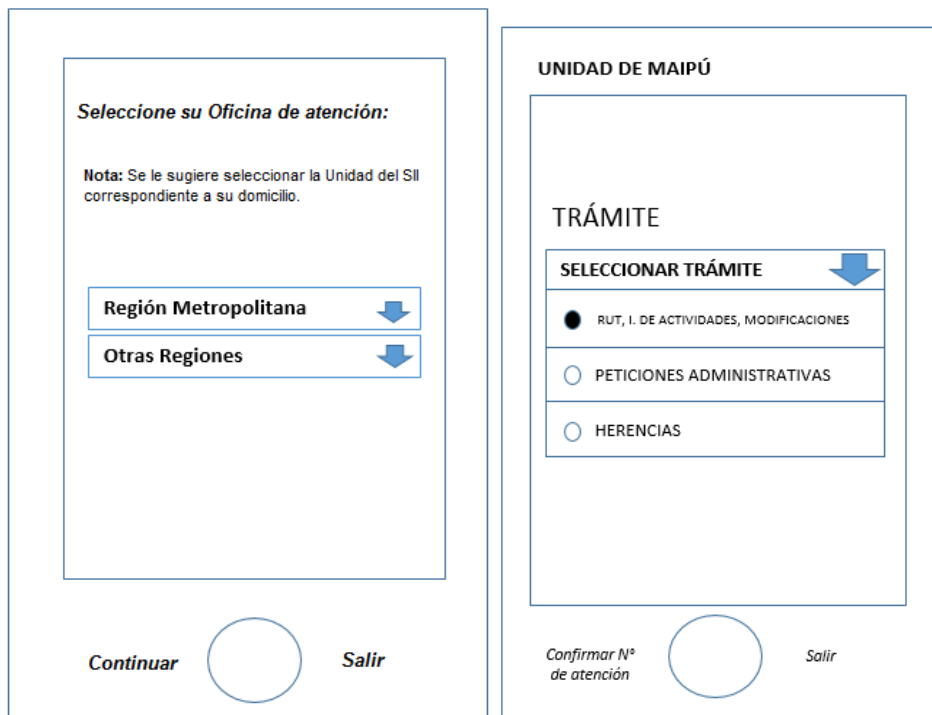 Seleccione su Oficina de atención:
Nota: Se le sugiere seleccionar la Unidad del SII
correspondiente a su domicilio.
Región Metropolitana
Otras Regiones
Continuar
Salir
UNIDAD DE MAIPÚ
TRÁMITE
SELECCIONAR TRÁMITE
RUT, I. DE ACTIVIDADES, MODIFICACIONES
PETICIONES ADMINISTRATIVAS
HERENCIAS
Confirmar N°
de atención
Salir